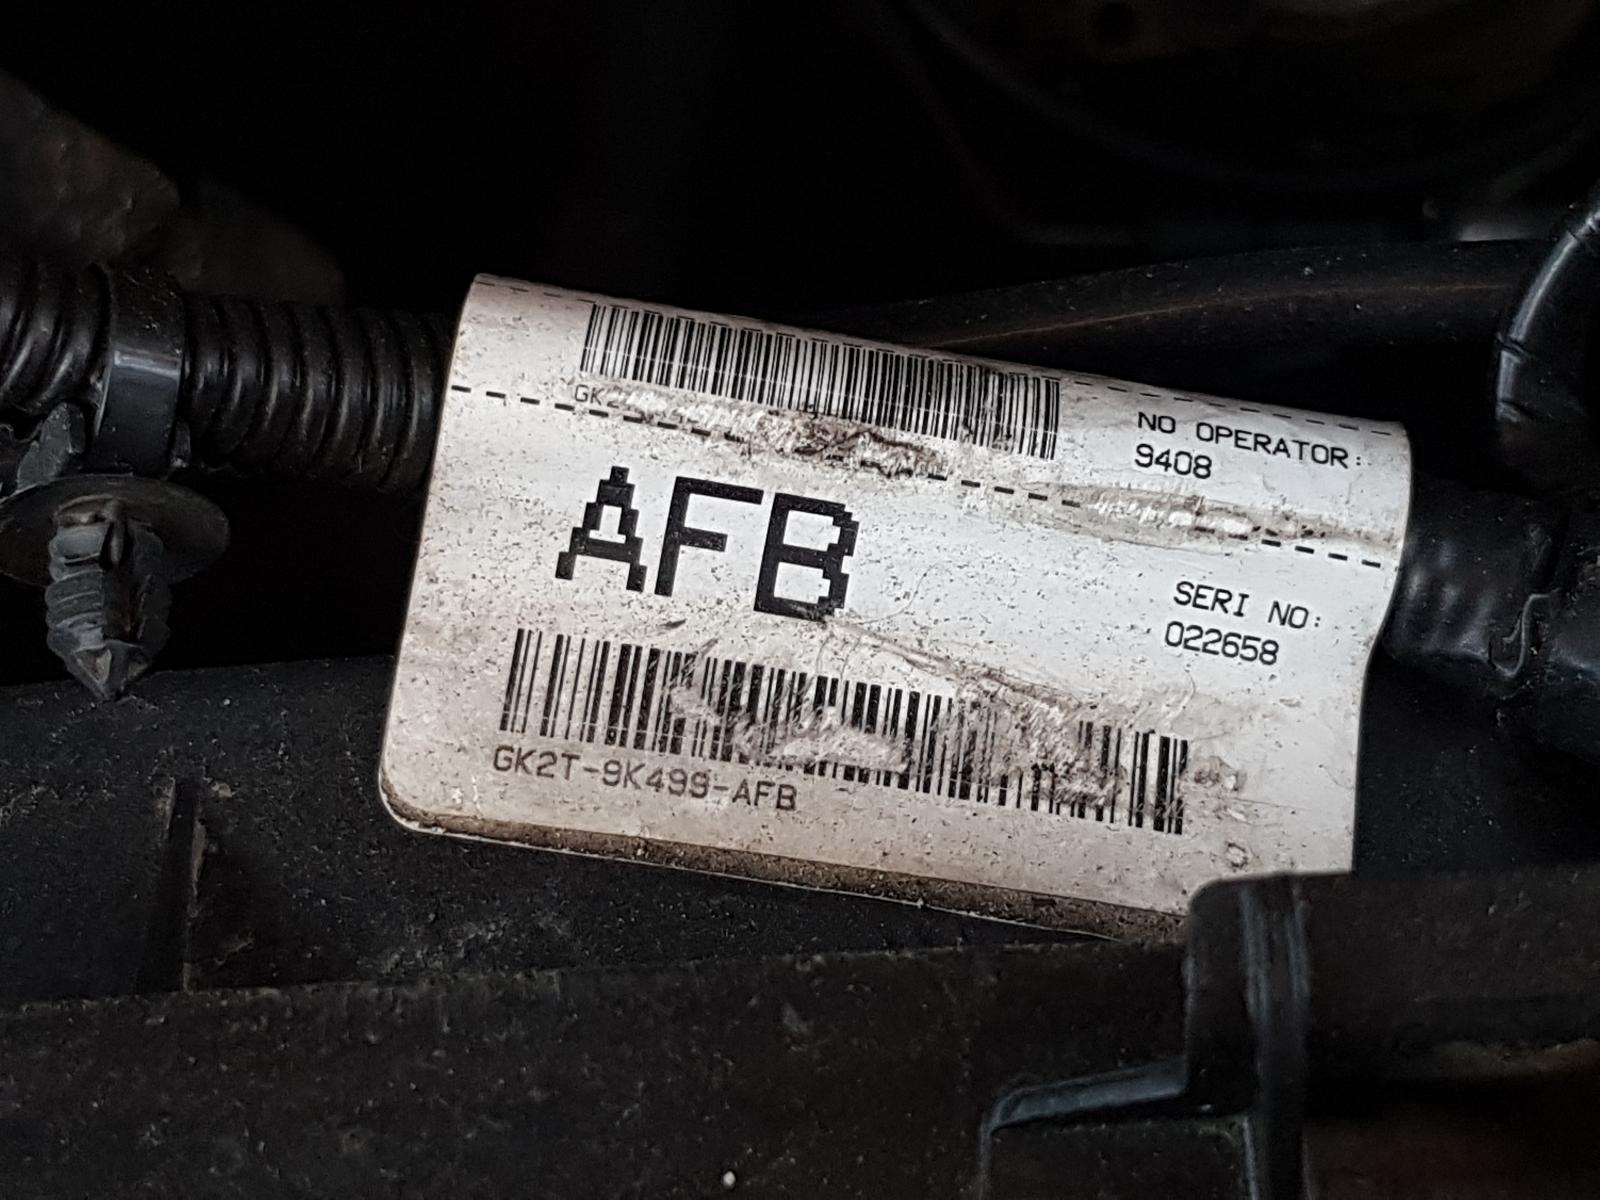 NO OPERATOR:
9408
AFB
SERI NO:
022658
GK2T-9K499-AFB